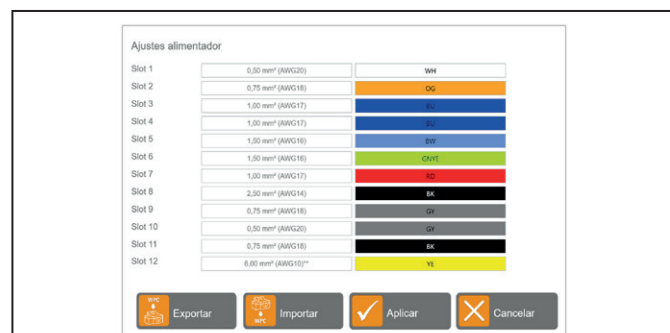 Ajustes alimentador
Slot 1 0,50 mm² (AWG20) WH
Slot 2 0,75 mm² (AWG18) OG
Slot 3 1,00 mm² (AWG17) BU
Slot 4 1,00 mm² (AWG17) BU
Slot 5 1,50 mm² (AWG16) BW
Slot 6 1,50 mm² (AWG16) GNYE
Slot 7 1,00 mm² (AWG17) RD
Slot 8 2,50 mm² (AWG14) BK
Slot 9 0,75 mm² (AWG18) GY
Slot 10 0,50 mm² (AWG20) GY
Slot 11 0,75 mm² (AWG18) BK
Slot 12 6,00 mm² (AWG10)** YE
Exportar Importar Aplicar Cancelar